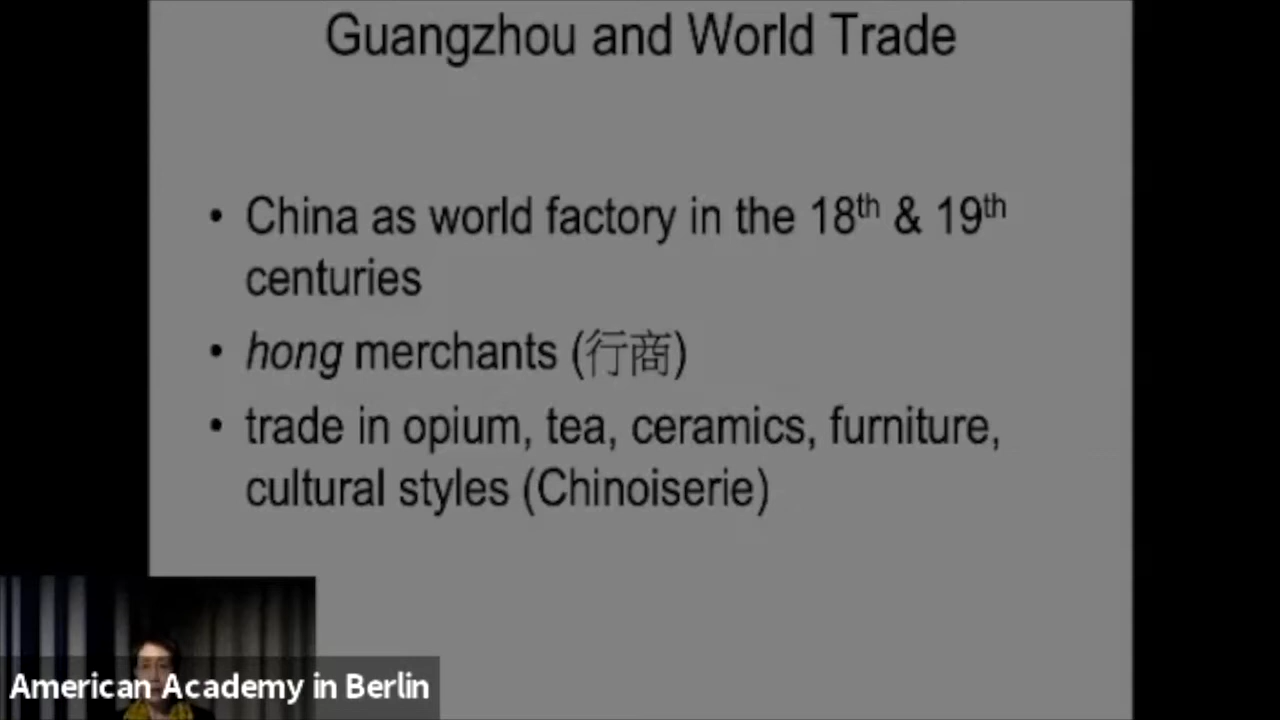 Guangzhou and World Trade
• China as world factory in the 18th & 19th
centuries
• hong merchants (行商)
• trade in opium, tea, ceramics, furniture,
cultural styles (Chinoiserie)
American Academy in Berlin